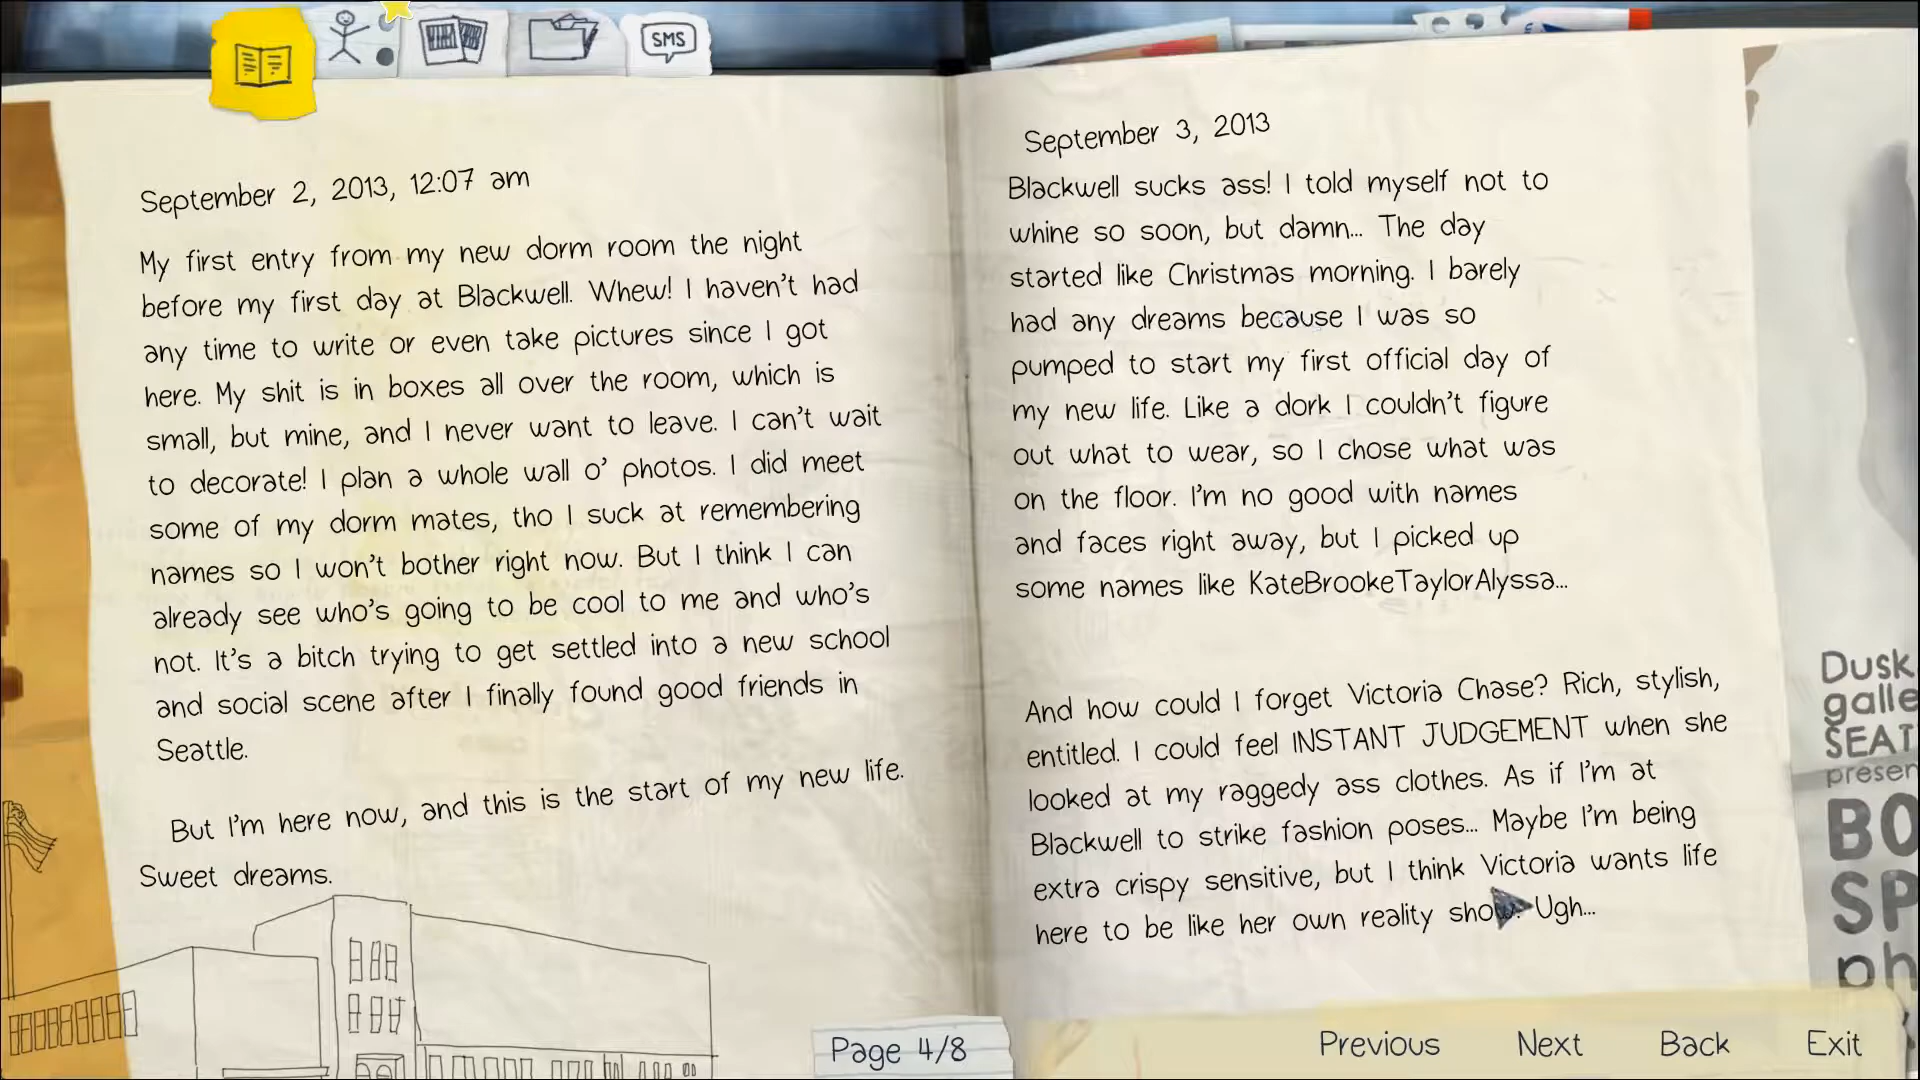 SMS
September 2, 2013, 12:07 am
My first entry from my new dorm room the night
before my first day at Blackwell. Whew! I haven't had
any time to write or even take pictures since I got
here. My shit is in boxes all over the room, which is
small, but mine, and I never want to leave. I can't wait
to decorate! I plan a whole wall o' photos. I did meet
some of my dorm mates, tho I suck at remembering
names so I won't bother right now. But I think I can
already see who's going to be cool to me and who's
not. It's a bitch trying to get settled into a new school
and social scene after I finally found good friends in
Seattle.
But I'm here now, and this is the start of my new life.
Sweet dreams.
September 3, 2013
Blackwell sucks ass! I told myself not to
whine so soon, but damn... The day
started like Christmas morning. I barely
had any dreams because I was so
pumped to start my first official day of
my new life. Like a dork I couldn't figure
out what to wear, so I chose what was
on the floor. I'm no good with names
and faces right away, but I picked up
some names like KateBrookeTaylorAlyssa...
And how could I forget Victoria Chase? Rich, stylish,
entitled. I could feel INSTANT JUDGEMENT when she
looked at my raggedy ass clothes. As if I'm at
Blackwell to strike fashion poses... Maybe I'm being
extra crispy sensitive, but I think Victoria wants life
here to be like her own reality show. Ugh...
Dusk
galle
SEAT
presen
BO
SP
ph
Page 4/8
Previous Next Back Exit